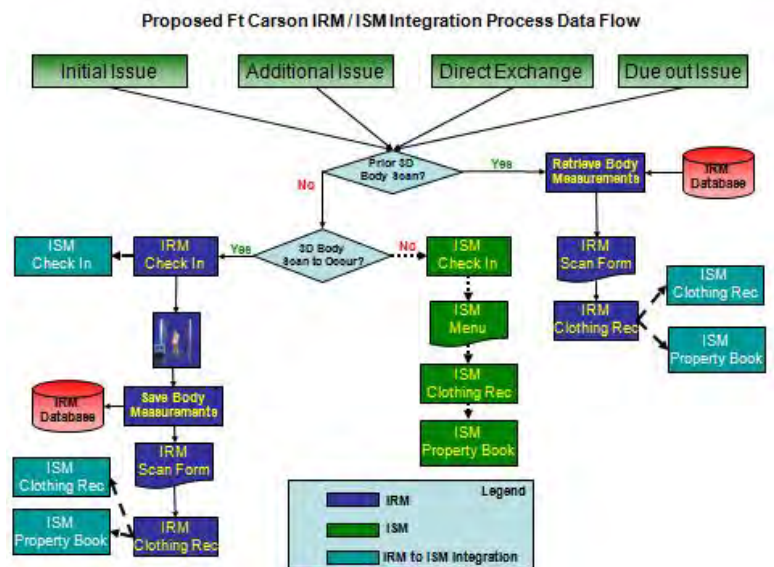 Proposed Ft Carson IRM / ISM Integration Process Data Flow
Initial Issue
Additional Issue
Direct Exchange
Due out Issue
Prior 3D
Body Scan?
Yes
No
Retrieve Body
Measurements
IRM
Database
3D Body
Scan to Occur?
Yes
No
ISM
Check In
IRM
Check In
ISM
Check In
IRM
Scan Form
ISM
Clothing Rec
IRM
Clothing Rec
ISM
Property Book
ISM
Menu
ISM
Clothing Rec
ISM
Property Book
IRM
Database
Save Body
Measurements
IRM
Scan Form
ISM
Clothing Rec
ISM
Property Book
IRM
Clothing Rec
Legend
IRM
ISM
IRM to ISM Integration